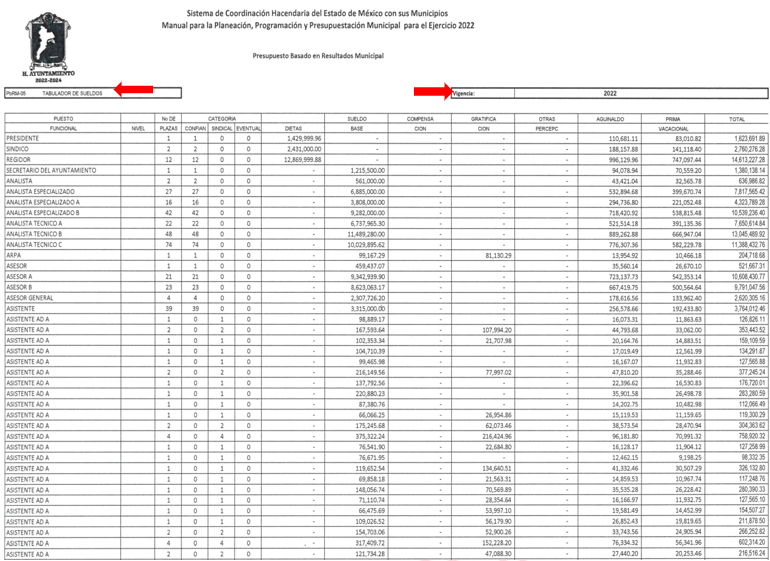 Sistema de Coordinación Hacendaria del Estado de México con sus Municipios
Manual para la Planeación, Programación y Presupuestación Municipal para el Ejercicio 2022
Presupuesto Basado en Resultados Municipal
H. AYUNTAMIENTO
2022-2024
PbRM-05 TABULADOR DE SUELDOS Vigencia: 2022
PUESTO No DE CATEGORIA SUELDO COMPENSA GRATIFICA OTRAS AGUINALDO PRIMA TOTAL
FUNCIONAL NIVEL PLAZAS CONFIAN SINDICAL EVENTUAL DIETAS BASE CION CION PERCEPC VACACIONAL
PRESIDENTE 1 1 0 0 1,429,999.96 - - - - 110,681.11 83,010.82 1,623,691.89
SINDICO 2 2 0 0 2,431,000.00 - - - - 188,157.88 141,118.40 2,760,276.28
REGIDOR 12 12 0 0 12,869,999.88 - - - - 996,129.96 747,097.44 14,613,227.28
SECRETARIO DEL AYUNTAMIENTO 1 1 0 0 - 1,215,500.00 - - - 94,078.94 70,559.20 1,380,138.14
ANALISTA 2 2 0 0 - 561,000.00 - - - 43,421.04 32,565.78 636,986.82
ANALISTA ESPECIALIZADO 27 27 0 0 - 6,885,000.00 - - - 532,894.68 399,670.74 7,817,565.42
ANALISTA ESPECIALIZADO A 16 16 0 0 - 3,808,000.00 - - - 294,736.80 221,052.48 4,323,789.28
ANALISTA ESPECIALIZADO B 42 42 0 0 - 9,282,000.00 - - - 718,420.92 538,815.48 10,539,236.40
ANALISTA TECNICO A 22 22 0 0 - 6,737,965.30 - - - 521,514.18 391,135.36 7,650,614.84
ANALISTA TECNICO B 48 48 0 0 - 11,489,280.00 - - - 889,262.88 666,947.04 13,045,489.92
ANALISTA TECNICO C 74 74 0 0 - 10,029,895.62 - - - 776,307.36 582,229.78 11,388,432.76
ARPA 1 1 0 0 - 99,167.29 - 81,130.29 - 13,954.92 10,466.18 204,718.68
ASESOR 1 1 0 0 - 459,437.07 - - - 35,560.14 26,670.10 521,667.31
ASESOR A 21 21 0 0 - 9,342,939.90 - - - 723,137.73 542,353.14 10,608,430.77
ASESOR B 23 23 0 0 - 8,623,063.17 - - - 667,419.75 500,564.64 9,791,047.56
ASESOR GENERAL 4 4 0 0 - 2,307,726.20 - - - 178,616.56 133,962.40 2,620,305.16
ASISTENTE 39 39 0 0 - 3,315,000.00 - - - 256,578.66 192,433.80 3,764,012.46
ASISTENTE AD A 1 0 1 0 - 98,889.17 - - - 16,073.31 11,863.63 126,826.11
ASISTENTE AD A 2 0 2 0 - 167,593.64 - 107,994.20 - 44,793.68 33,062.00 353,443.52
ASISTENTE AD A 1 0 1 0 - 102,353.34 - 21,707.98 - 20,164.76 14,883.51 159,109.59
ASISTENTE AD A 1 0 1 0 - 104,710.39 - - - 17,019.49 12,561.99 134,291.87
ASISTENTE AD A 1 0 1 0 - 99,465.98 - - - 16,167.07 11,932.83 127,565.88
ASISTENTE AD A 2 0 2 0 - 216,149.56 - 77,997.02 - 47,810.20 35,288.46 377,245.24
ASISTENTE AD A 1 0 1 0 - 137,792.56 - - - 22,396.62 16,530.83 176,720.01
ASISTENTE AD A 1 0 1 0 - 220,880.23 - - - 35,901.58 26,498.78 283,280.59
ASISTENTE AD A 1 0 1 0 - 87,380.76 - - - 14,202.75 10,482.98 112,066.49
ASISTENTE AD A 1 0 1 0 - 66,066.25 - 26,954.86 - 15,119.53 11,159.65 119,300.29
ASISTENTE AD A 2 0 2 0 - 175,245.68 - 62,073.46 - 38,573.54 28,470.94 304,363.62
ASISTENTE AD A 4 0 4 0 - 375,322.24 - 216,424.96 - 96,181.80 70,991.32 758,920.32
ASISTENTE AD A 1 0 1 0 - 76,541.90 - 22,684.80 - 16,128.17 11,904.12 127,258.99
ASISTENTE AD A 1 0 1 0 - 76,671.95 - - - 12,462.15 9,198.25 98,332.35
ASISTENTE AD A 1 0 1 0 - 119,652.54 - 134,640.51 - 41,332.46 30,507.29 326,132.80
ASISTENTE AD A 1 0 1 0 - 69,858.18 - 21,563.31 - 14,859.53 10,967.74 117,248.76
ASISTENTE AD A 1 0 1 0 - 148,056.74 - 70,569.89 - 35,535.28 26,228.42 280,390.33
ASISTENTE AD A 1 0 1 0 - 71,110.74 - 28,354.64 - 16,166.97 11,932.75 127,565.10
ASISTENTE AD A 1 0 1 0 - 66,475.69 - 53,997.10 - 19,581.49 14,452.99 154,507.27
ASISTENTE AD A 1 0 1 0 - 109,026.52 - 56,179.90 - 26,852.43 19,819.65 211,878.50
ASISTENTE AD A 2 0 2 0 - 154,703.06 - 52,900.26 - 33,743.56 24,905.94 266,252.82
ASISTENTE AD A 4 0 4 0 - 317,409.72 - 152,228.20 - 76,334.32 56,341.96 602,314.20
ASISTENTE AD A 2 0 2 0 - 121,734.28 - 47,088.30 - 27,440.20 20,253.46 216,516.24